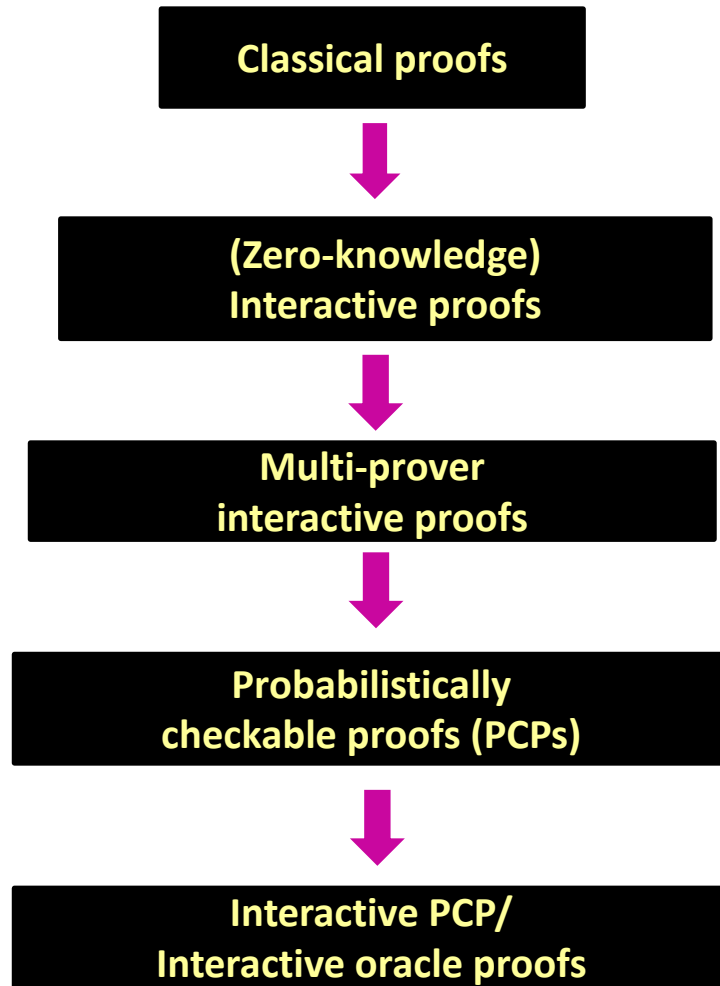 Classical proofs
(Zero-knowledge)
Interactive proofs
Multi-prover
interactive proofs
Probabilistically
checkable proofs (PCPs)
Interactive PCP/
Interactive oracle proofs